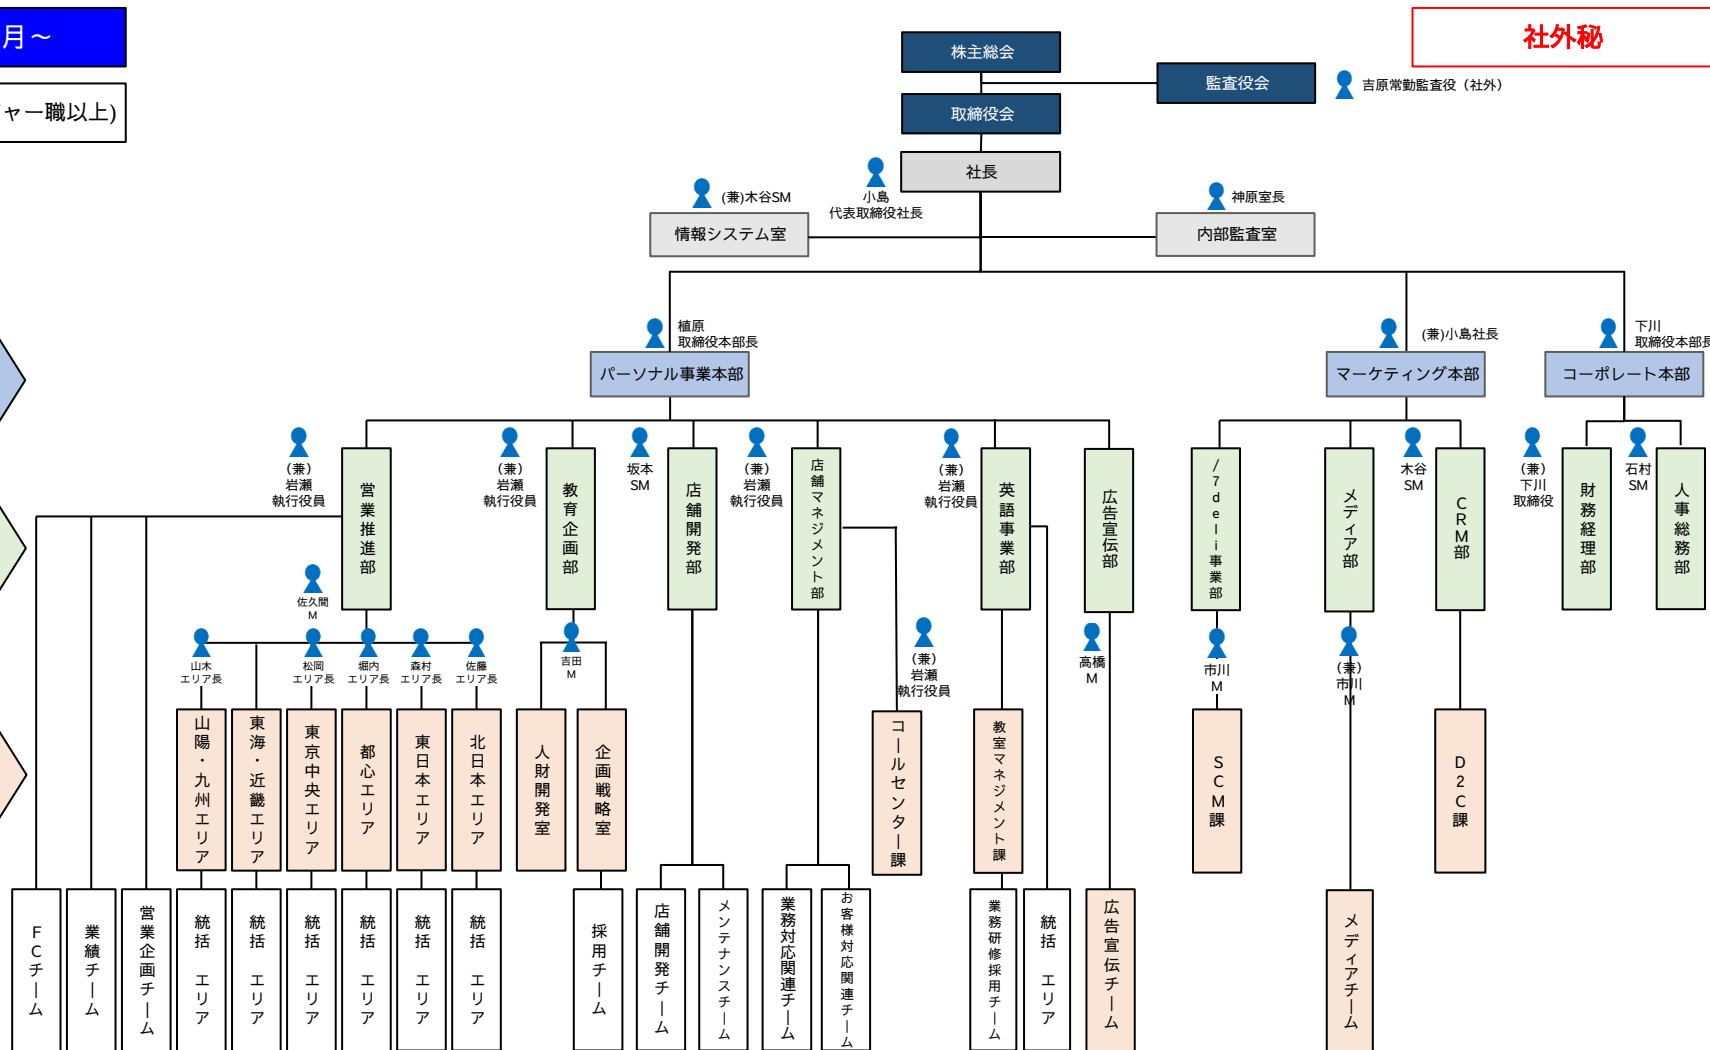 月～
社外秘
ャー職以上)
株主総会
監査役会
吉原常勤監査役（社外）
取締役会
社長
小島
代表取締役社長
(兼)木谷SM
神原室長
情報システム室
内部監査室
植原
取締役本部長
(兼)小島社長
下川
取締役本部長
パーソナル事業本部
マーケティング本部
コーポレート本部
（兼）
岩瀬
執行役員
営業推進部
（兼）
岩瀬
執行役員
教育企画部
坂本
SM
店舗開発部
（兼）
岩瀬
執行役員
店舗マネジメント部
（兼）
岩瀬
執行役員
英語事業部
広告宣伝部
/7deli事業部
メディア部
木谷
SM
CRM部
（兼）
下川
取締役
財務経理部
石村
SM
人事総務部
佐久間
M
山木
エリア長
松岡
エリア長
堀内
エリア長
森村
エリア長
佐藤
エリア長
吉田
M
（兼）
岩瀬
執行役員
高橋
M
市川
M
（兼）
市川
M
山陽・九州エリア
東海・近畿エリア
東京中央エリア
都心エリア
東日本エリア
北日本エリア
人財開発室
企画戦略室
コールセンター課
教室マネジメント課
SCM課
D2C課
FCチーム
業績チーム
営業企画チーム
統括　エリア
統括　エリア
統括　エリア
統括　エリア
統括　エリア
統括　エリア
採用チーム
店舗開発チーム
メンテナンスチーム
業務対応関連チーム
お客様対応関連チーム
業務研修採用チーム
統括　エリア
広告宣伝チーム
メディアチーム